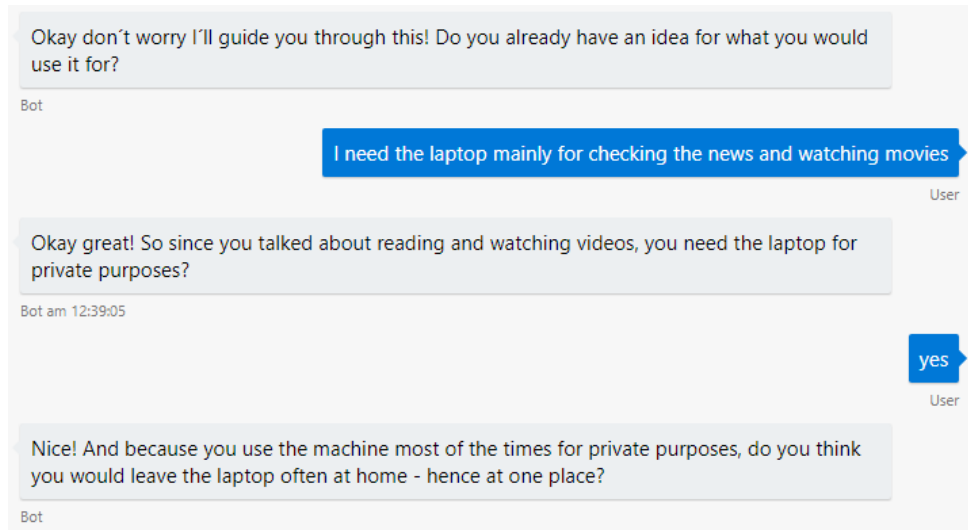 Okay don´t worry I´ll guide you through this! Do you already have an idea for what you would
use it for?
Bot
I need the laptop mainly for checking the news and watching movies
User
Okay great! So since you talked about reading and watching videos, you need the laptop for
private purposes?
Bot am 12:39:05
yes
User
Nice! And because you use the machine most of the times for private purposes, do you think
you would leave the laptop often at home - hence at one place?
Bot